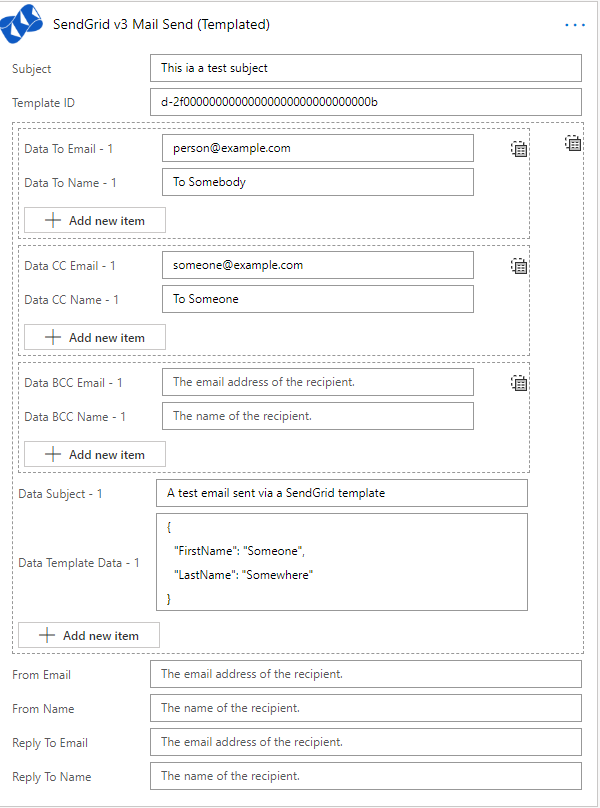 SendGrid v3 Mail Send (Templated)
Subject
This ia a test subject
Template ID
d-2f00000000000000000000000000000b
Data To Email - 1
person@example.com
Data To Name - 1
To Somebody
Add new item
Data CC Email - 1
someone@example.com
Data CC Name - 1
To Someone
Add new item
Data BCC Email - 1
The email address of the recipient.
Data BCC Name - 1
The name of the recipient.
Add new item
Data Subject - 1
A test email sent via a SendGrid template
Data Template Data - 1
{
"FirstName": "Someone",
"LastName": "Somewhere"
}
Add new item
From Email
The email address of the recipient.
From Name
The name of the recipient.
Reply To Email
The email address of the recipient.
Reply To Name
The name of the recipient.